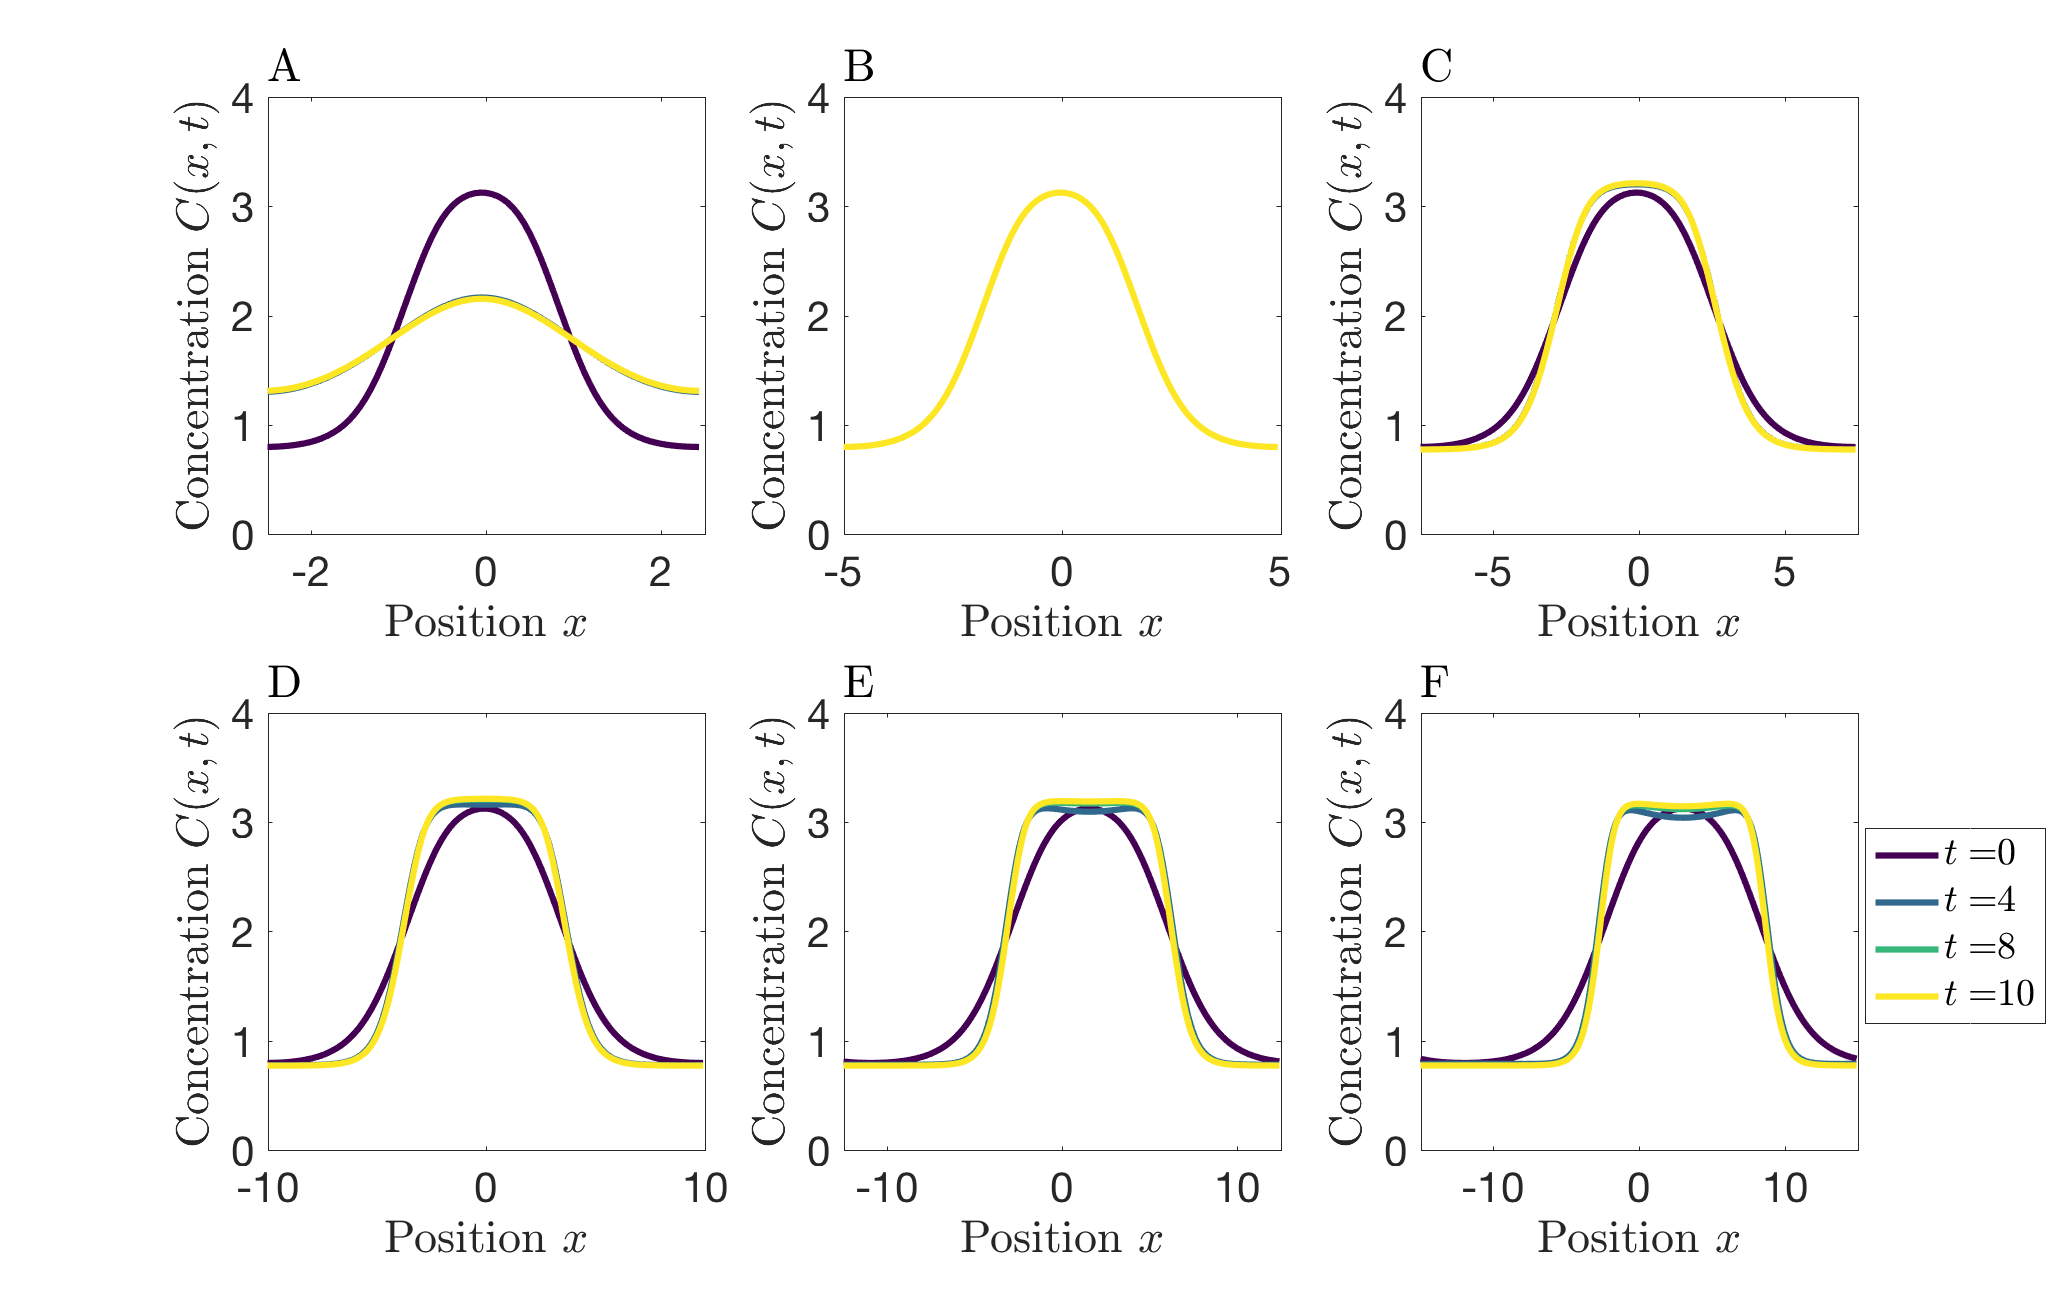 A
Concentration C(x, t)
4
3
2
1
0
-2 0 2
Position x
B
Concentration C(x, t)
4
3
2
1
0
-5 0 5
Position x
C
Concentration C(x, t)
4
3
2
1
0
-5 0 5
Position x
D
Concentration C(x, t)
4
3
2
1
0
-10 0 10
Position x
E
Concentration C(x, t)
4
3
2
1
0
-10 0 10
Position x
F
Concentration C(x, t)
4
3
2
1
0
-10 0 10
Position x
t =0
t =4
t =8
t =10